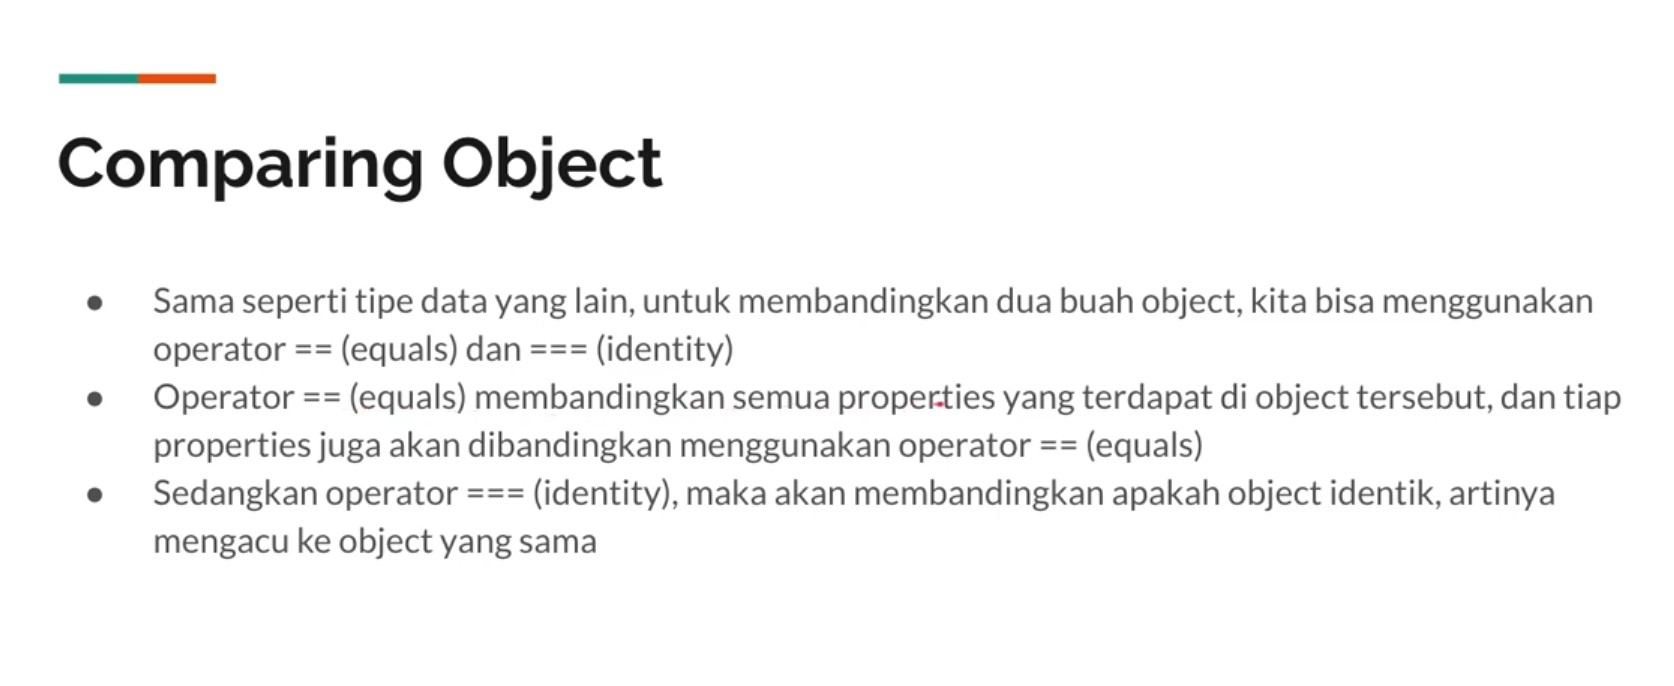 Comparing Object
● Sama seperti tipe data yang lain, untuk membandingkan dua buah object, kita bisa menggunakan
operator == (equals) dan === (identity)
● Operator == (equals) membandingkan semua properties yang terdapat di object tersebut, dan tiap
properties juga akan dibandingkan menggunakan operator == (equals)
● Sedangkan operator === (identity), maka akan membandingkan apakah object identik, artinya
mengacu ke object yang sama